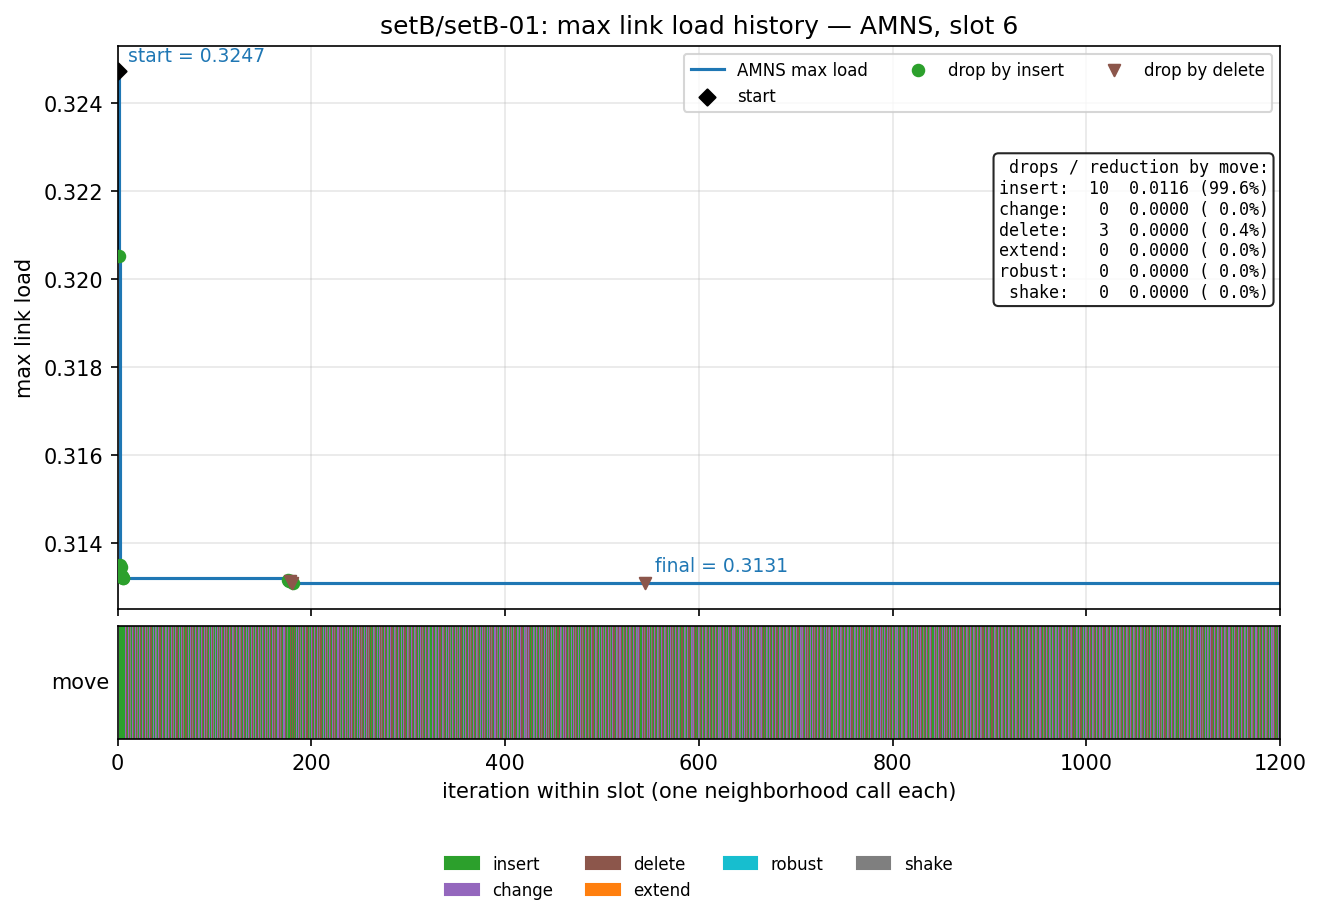 setB/setB-01: max link load history — AMNS, slot 6
start = 0.3247
AMNS max load
drop by insert
drop by delete
start
drops / reduction by move:
insert: 10 0.0116 (99.6%)
change: 0 0.0000 ( 0.0%)
delete: 3 0.0000 ( 0.4%)
extend: 0 0.0000 ( 0.0%)
robust: 0 0.0000 ( 0.0%)
shake: 0 0.0000 ( 0.0%)
max link load
0.324
0.322
0.320
0.318
0.316
0.314
final = 0.3131
move
0 200 400 600 800 1000 1200
iteration within slot (one neighborhood call each)
insert delete robust shake
change extend